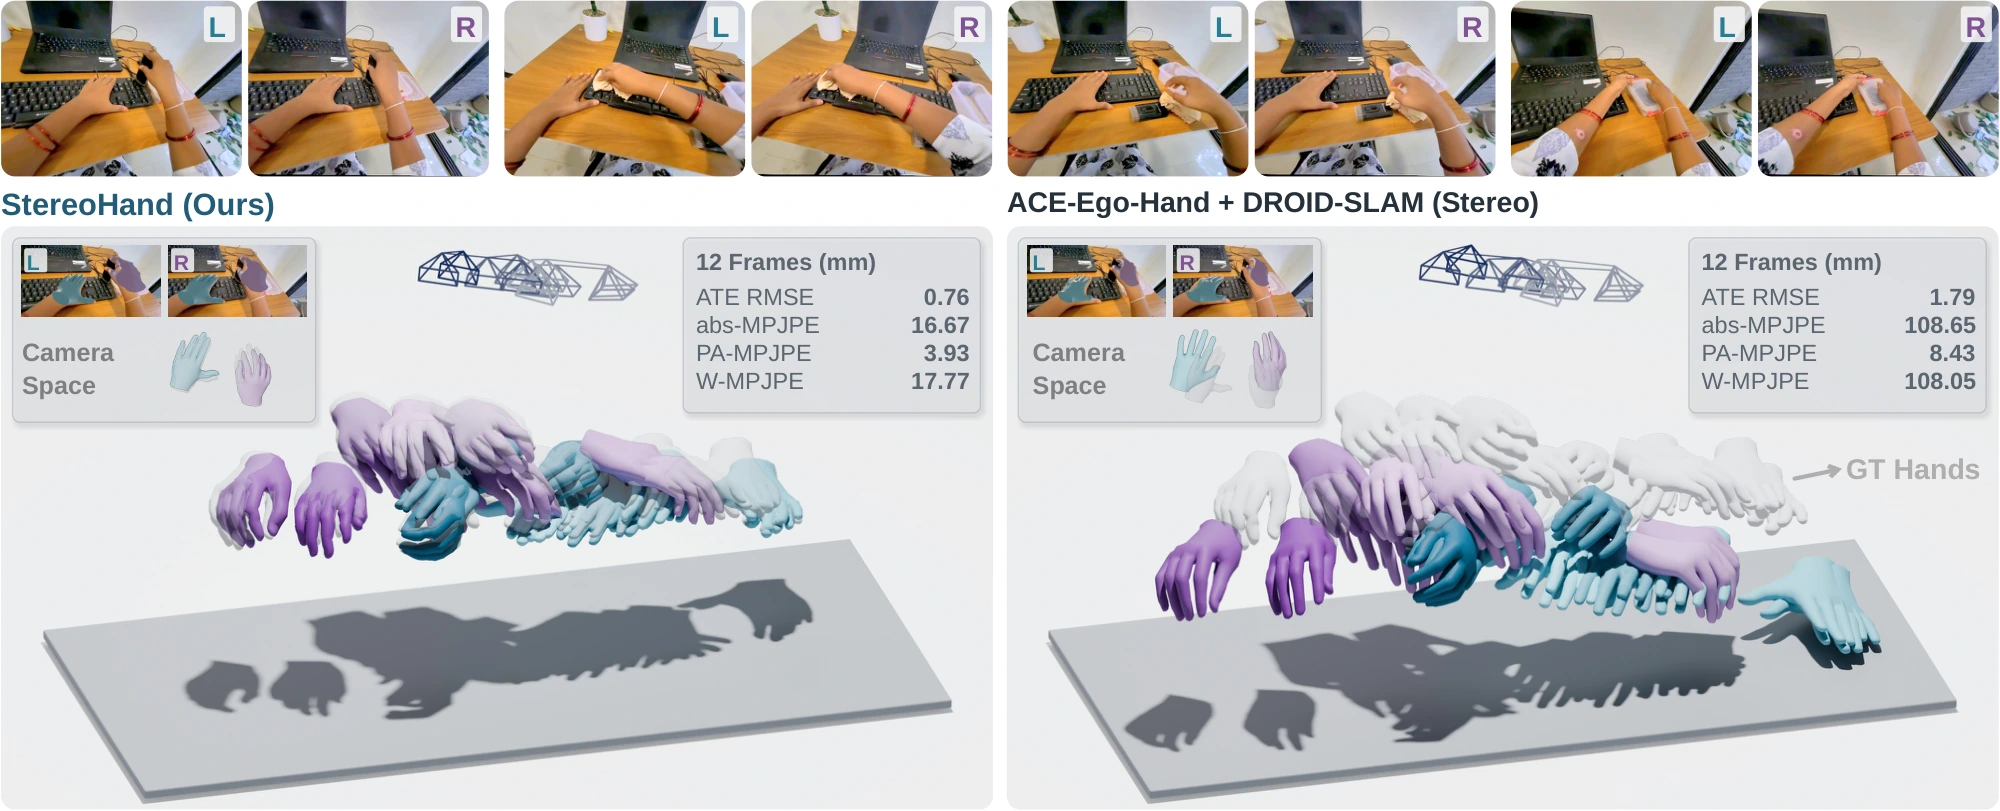 L
R
L
R
L
R
L
R
StereoHand (Ours)
L
R
Camera
Space
12 Frames (mm)
ATE RMSE 0.76
abs-MPJPE 16.67
PA-MPJPE 3.93
W-MPJPE 17.77
ACE-Ego-Hand + DROID-SLAM (Stereo)
L
R
Camera
Space
12 Frames (mm)
ATE RMSE 1.79
abs-MPJPE 108.65
PA-MPJPE 8.43
W-MPJPE 108.05
GT Hands